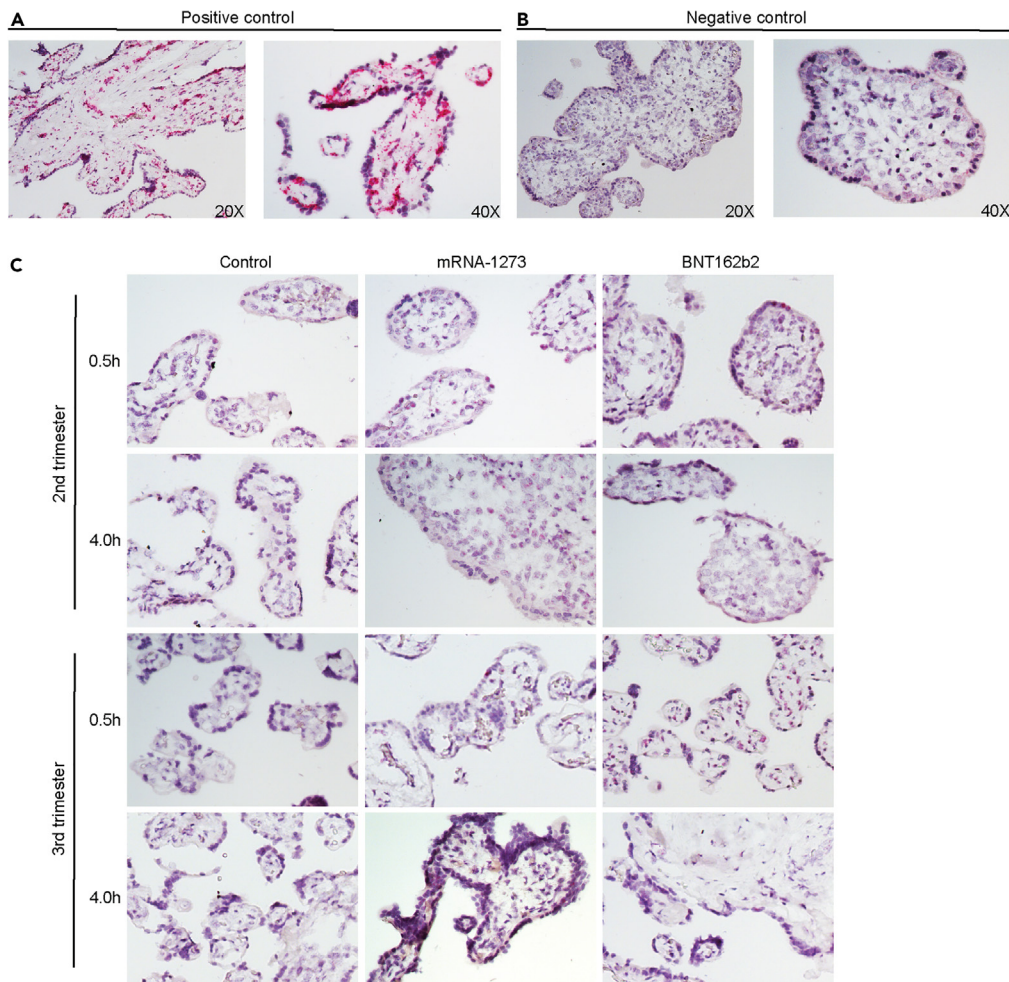 A
Positive control
B
Negative control
20X
40X
20X
40X
C
Control
mRNA-1273
BNT162b2
2nd trimester
0.5h
4.0h
3rd trimester
0.5h
4.0h